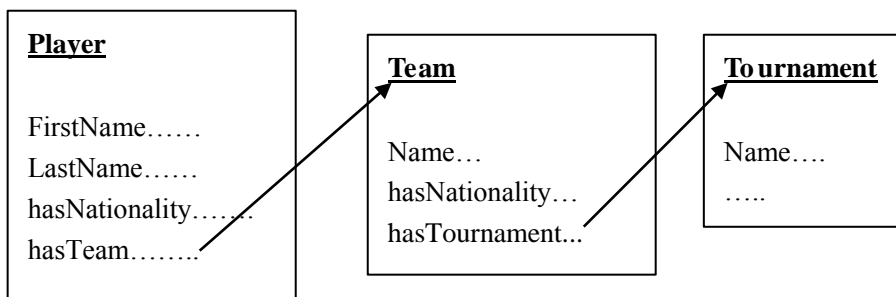 Player
FirstName……
LastName……
hasNationality…….
hasTeam……..
Team
Name…
hasNationality…
hasTournament...
Tournament
Name….
…..